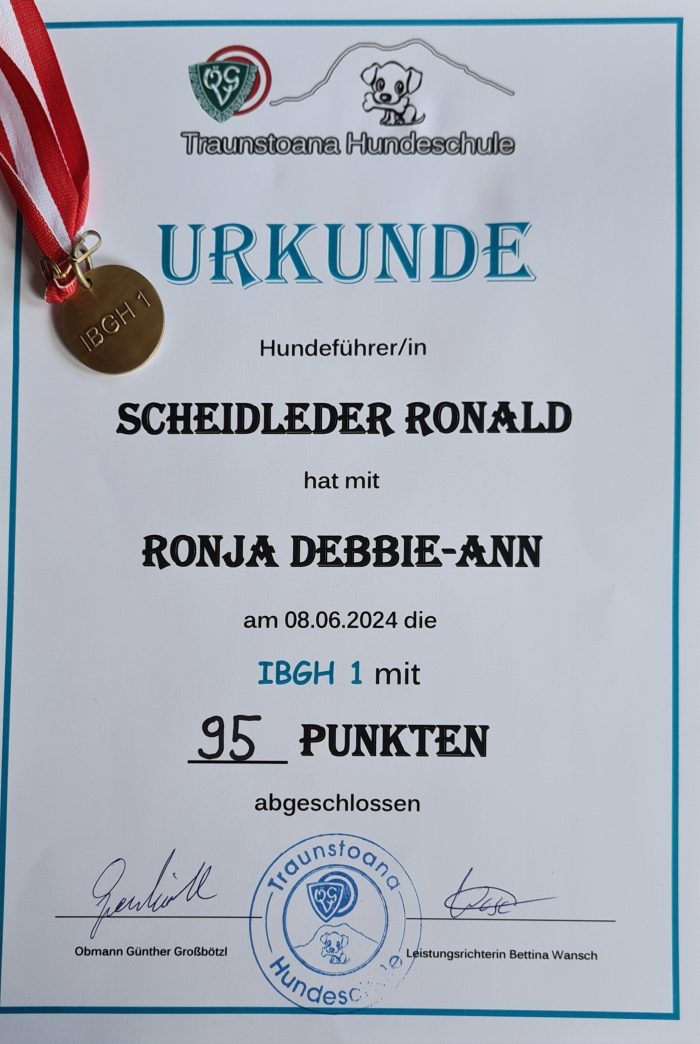 ÖGV
Traunstoana Hundeschule
URKUNDE
IBGH 1
Hundeführer/in
SCHEIDLEDER RONALD
hat mit
RONJA DEBBIE-ANN
am 08.06.2024 die
IBGH 1 mit
95 PUNKTEN
abgeschlossen
Traunstoana
ÖGV
Obmann Günther Großbötzl
Leistungsrichterin Bettina Wansch